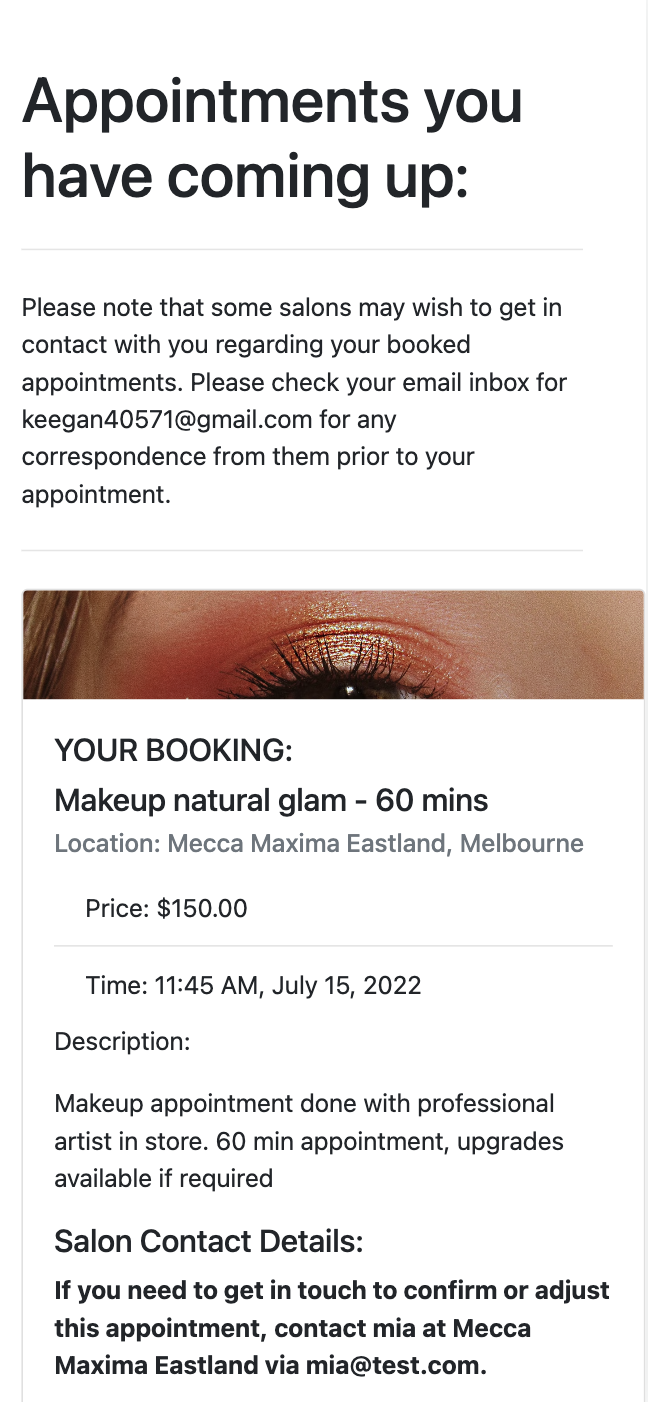 Appointments you
have coming up:
Please note that some salons may wish to get in
contact with you regarding your booked
appointments. Please check your email inbox for
keegan40571@gmail.com for any
correspondence from them prior to your
appointment.
YOUR BOOKING:
Makeup natural glam - 60 mins
Location: Mecca Maxima Eastland, Melbourne
Price: $150.00
Time: 11:45 AM, July 15, 2022
Description:
Makeup appointment done with professional
artist in store. 60 min appointment, upgrades
available if required
Salon Contact Details:
If you need to get in touch to confirm or adjust
this appointment, contact mia at Mecca
Maxima Eastland via mia@test.com.